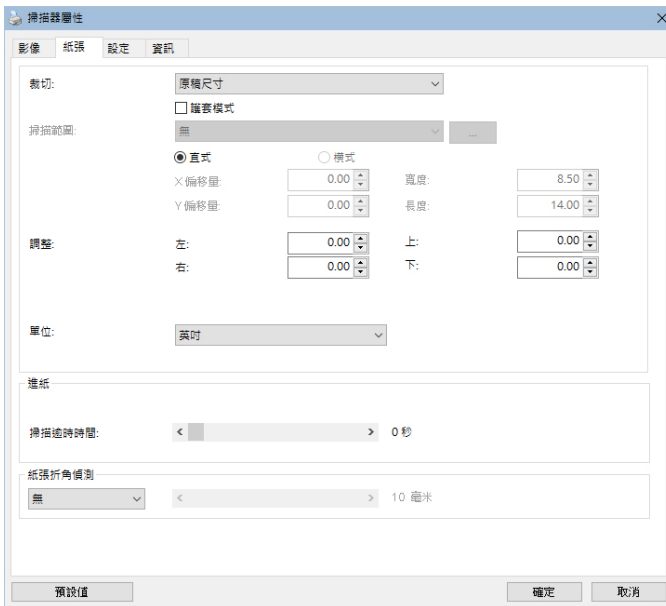 掃描器屬性
影像 紙張 設定 資訊
裁切: 原稿尺寸
護套模式
掃描範圍: 無 ...
直式 橫式
X 偏移量: 0.00 寬度: 8.50
Y 偏移量: 0.00 長度: 14.00
調整: 左: 0.00 上: 0.00
右: 0.00 下: 0.00
單位: 英吋
進紙
掃描逾時時間: 0 秒
紙張折角偵測
無 10 毫米
預設值 確定 取消